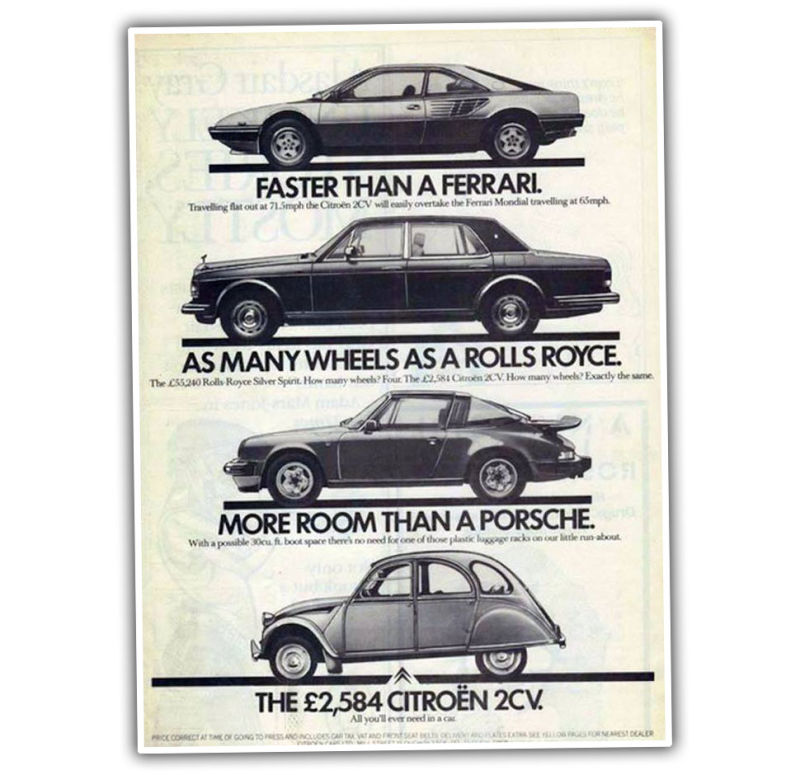 FASTER THAN A FERRARI.
Travelling flat out at 71.5mph the Citroën 2CV will easily overtake the Ferrari Mondial travelling at 65mph.
AS MANY WHEELS AS A ROLLS ROYCE.
The £55,240 Rolls-Royce Silver Spirit. How many wheels? Four. The £2,584 Citroën 2CV. How many wheels? Exactly the same.
MORE ROOM THAN A PORSCHE.
With a possible 30cu. ft. boot space there's no need for one of those plastic luggage racks on our little run-about.
THE £2,584 CITROËN 2CV.
All you'll ever need in a car.
PRICE CORRECT AT TIME OF GOING TO PRESS AND INCLUDES CAR TAX, VAT AND FRONT SEAT BELTS. DELIVERY AND PLATES EXTRA. SEE YELLOW PAGES FOR NEAREST DEALER